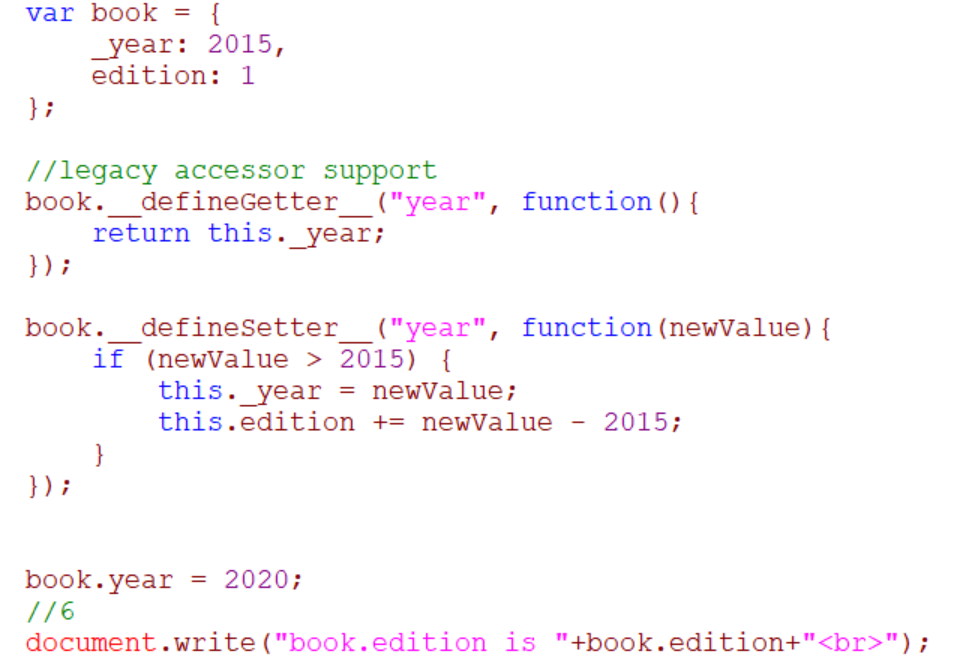 var book = {
    _year: 2015,
    edition: 1
};

//legacy accessor support
book.__defineGetter__("year", function(){
    return this._year;
});

book.__defineSetter__("year", function(newValue){
    if (newValue > 2015) {
        this._year = newValue;
        this.edition += newValue - 2015;
    }
});


book.year = 2020;
//6
document.write("book.edition is "+book.edition+"<br>");